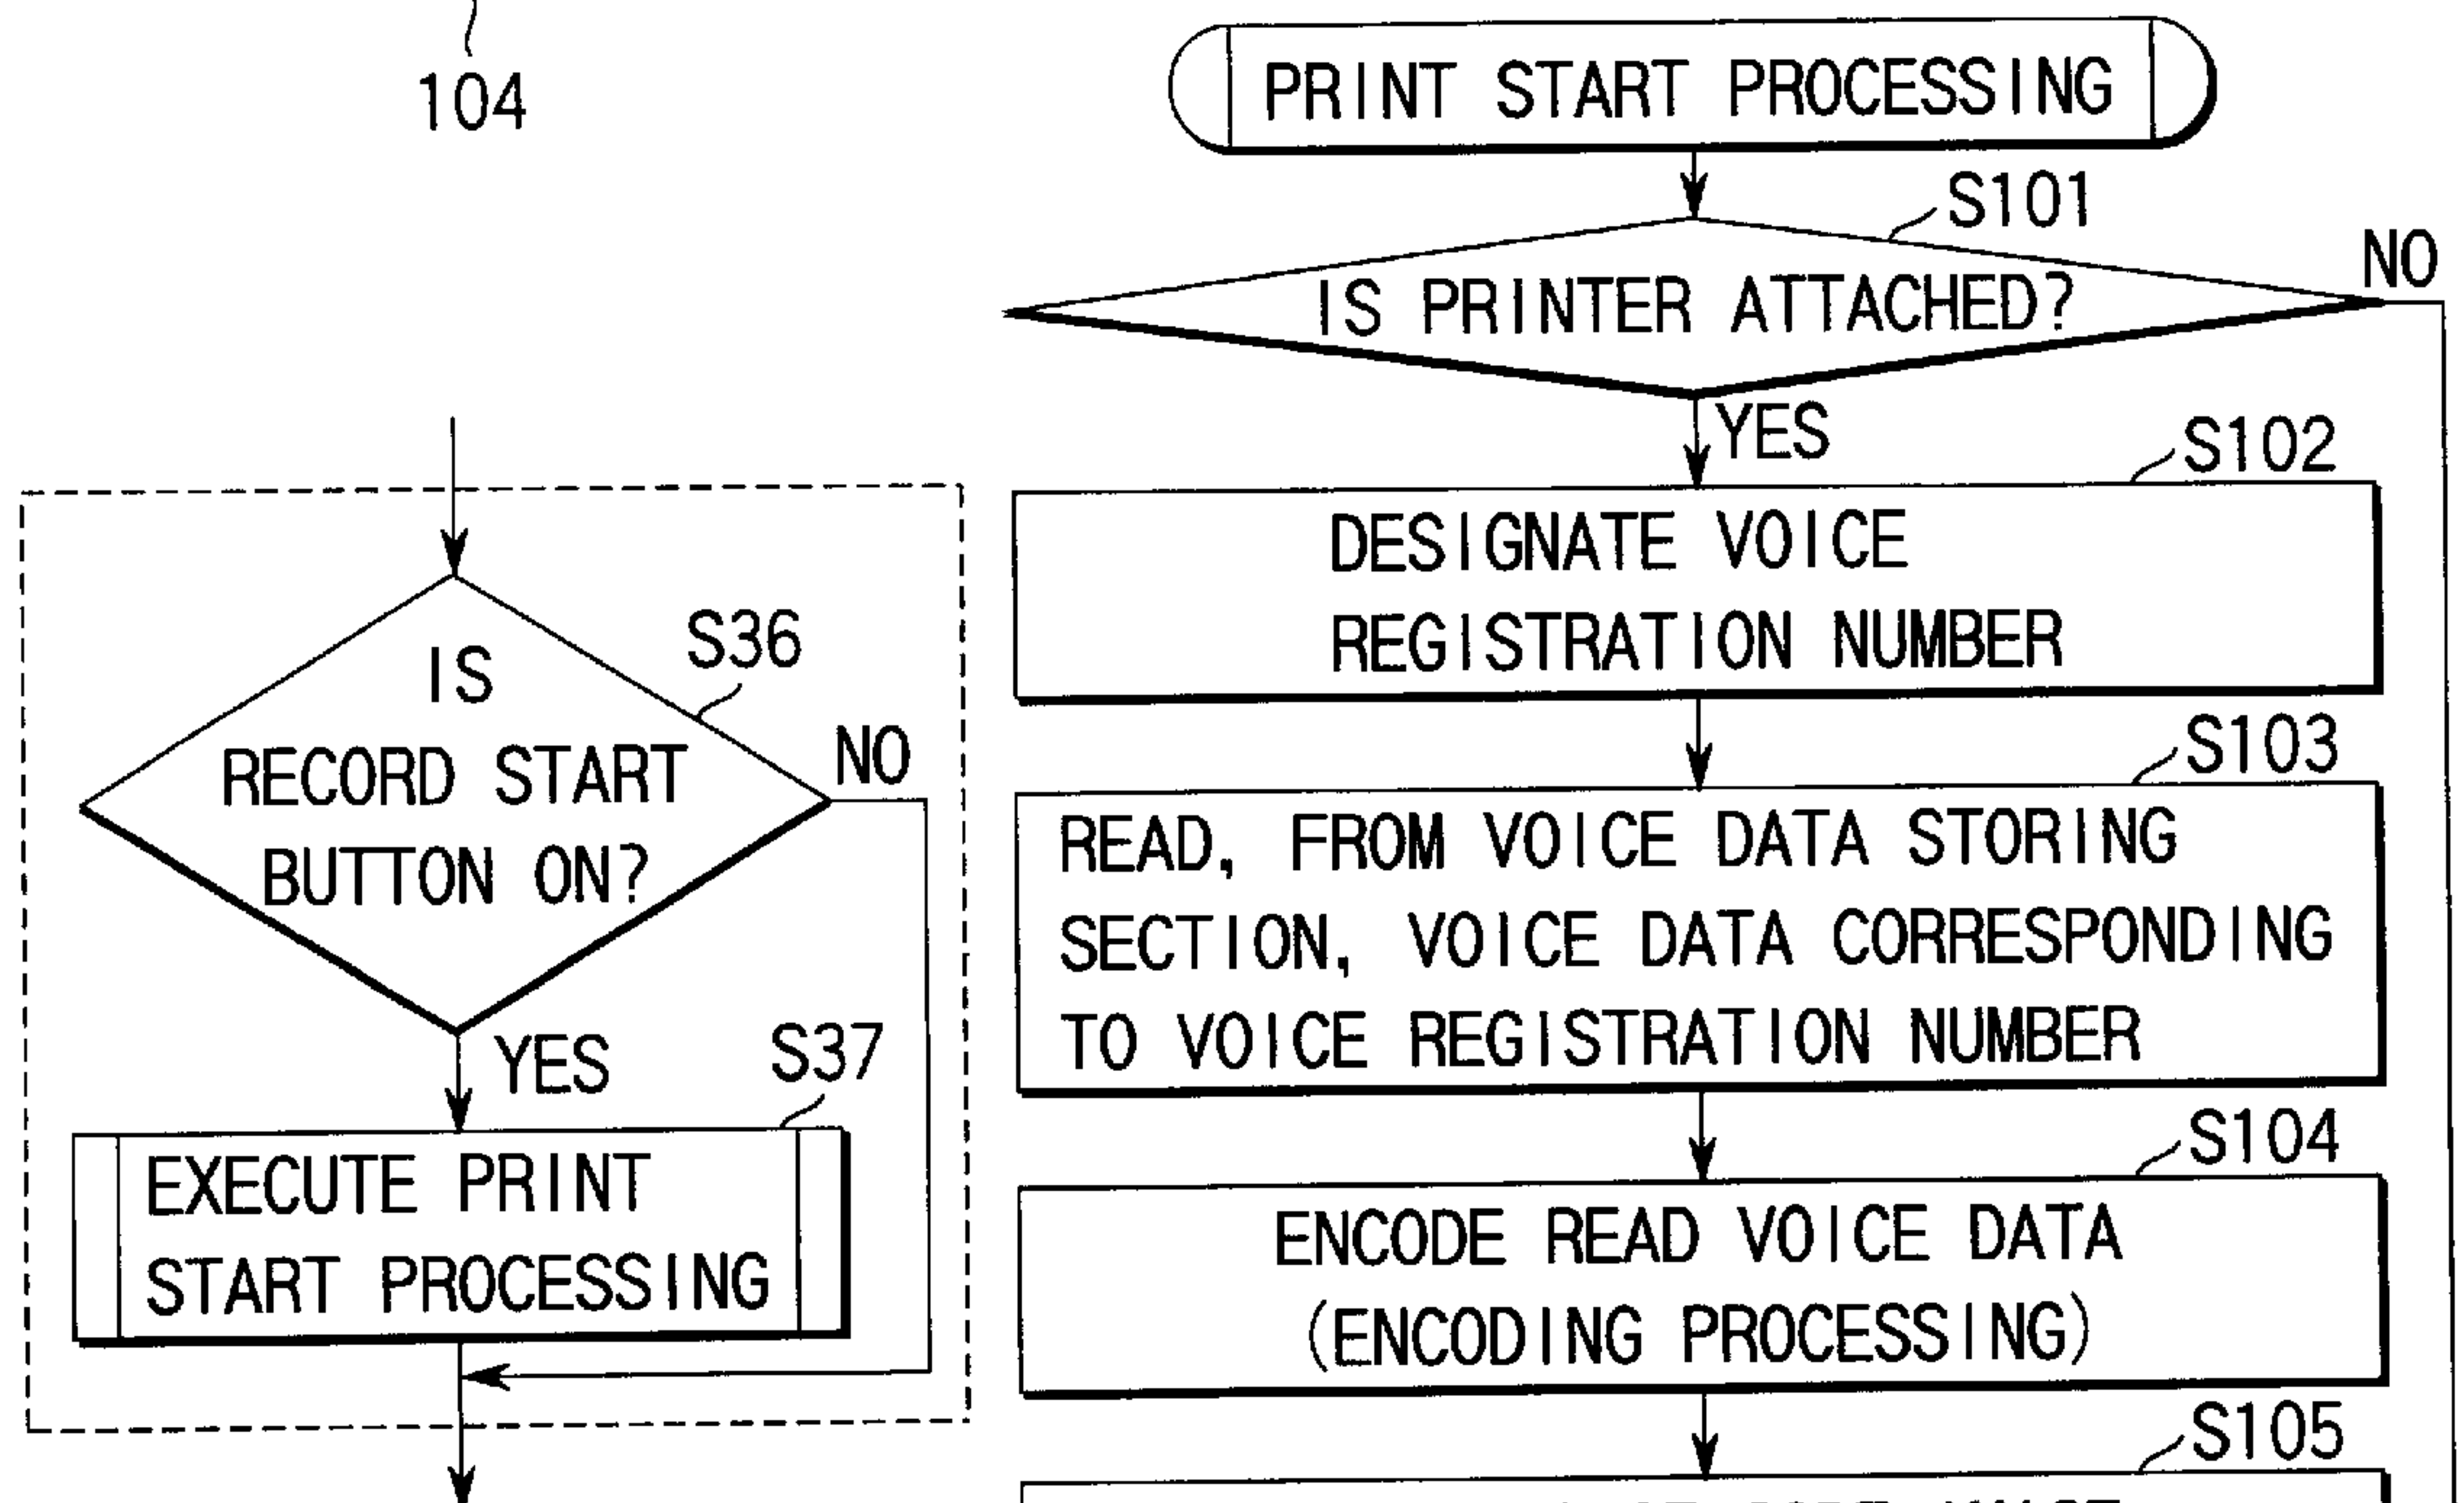 104
IS
S36
RECORD START
NO
BUTTON ON?
YES
S37
EXECUTE PRINT
START PROCESSING
PRINT START PROCESSING
S101
NO
IS PRINTER ATTACHED?
YES
S102
DESIGNATE VOICE
REGISTRATION NUMBER
S103
READ, FROM VOICE DATA STORING
SECTION, VOICE DATA CORRESPONDING
TO VOICE REGISTRATION NUMBER
S104
ENCODE READ VOICE DATA
(ENCODING PROCESSING)
S105